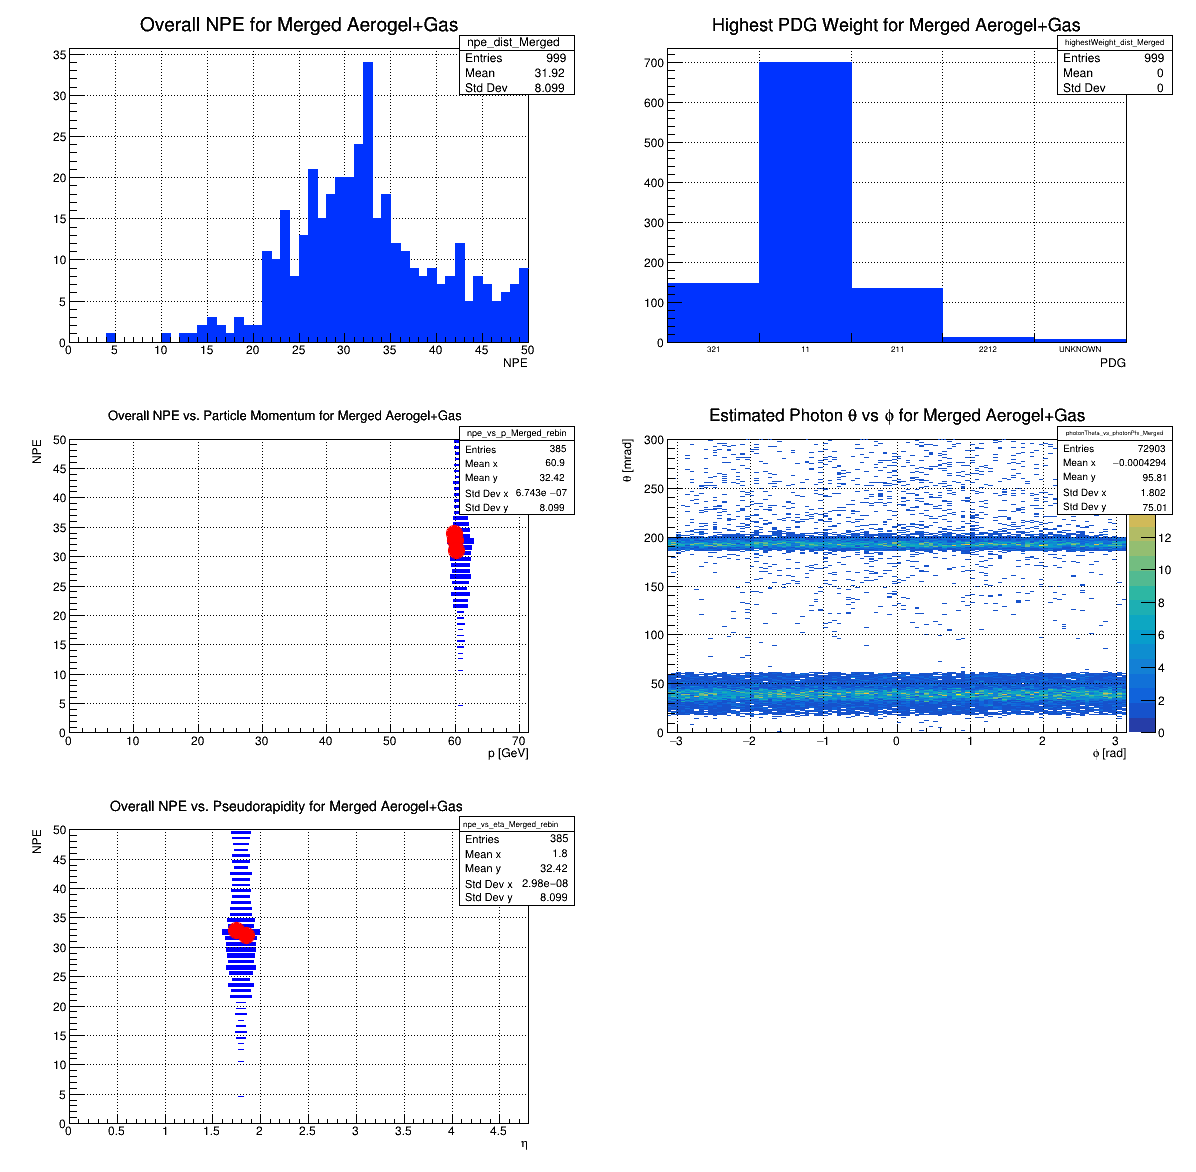 Overall NPE for Merged Aerogel+Gas
npe_dist_Merged
Entries 999
Mean 31.92
Std Dev 8.099
35
30
25
20
15
10
5
0
0 5 10 15 20 25 30 35 40 45 50
NPE
Highest PDG Weight for Merged Aerogel+Gas
highestWeight_dist_Merged
Entries 999
Mean 0
Std Dev 0
700
600
500
400
300
200
100
0
321 11 211 2212 UNKNOWN
PDG
Overall NPE vs. Particle Momentum for Merged Aerogel+Gas
npe_vs_p_Merged_rebin
Entries 385
Mean x 60.9
Mean y 32.42
Std Dev x 6.743e −07
Std Dev y 8.099
NPE
50
45
40
35
30
25
20
15
10
5
0
0 10 20 30 40 50 60 70
p [GeV]
Estimated Photon θ vs ϕ for Merged Aerogel+Gas
photonTheta_vs_photonPhi_Merged
Entries 72903
Mean x −0.0004294
Mean y 95.81
Std Dev x 1.802
Std Dev y 75.01
θ [mrad]
300
250
200
150
100
50
0
−3 −2 −1 0 1 2 3
ϕ [rad]
12
10
8
6
4
2
0
Overall NPE vs. Pseudorapidity for Merged Aerogel+Gas
npe_vs_eta_Merged_rebin
Entries 385
Mean x 1.8
Mean y 32.42
Std Dev x 2.98e−08
Std Dev y 8.099
NPE
50
45
40
35
30
25
20
15
10
5
0
0 0.5 1 1.5 2 2.5 3 3.5 4 4.5
η